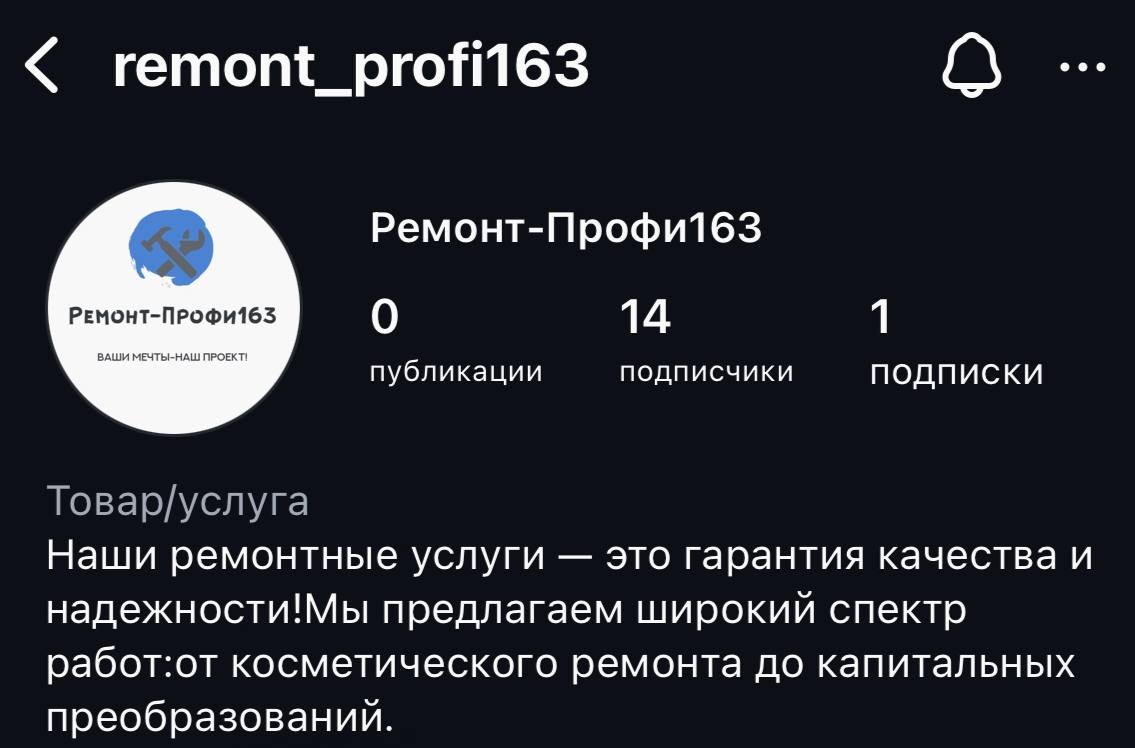 remont_profi163
Ремонт-Профи163
ВАШИ МЕЧТЫ-НАШ ПРОЕКТ!
Ремонт-Профи163
0 14 1
публикации подписчики подписки
Товар/услуга
Наши ремонтные услуги — это гарантия качества и
надежности!Мы предлагаем широкий спектр
работ:от косметического ремонта до капитальных
преобразований.